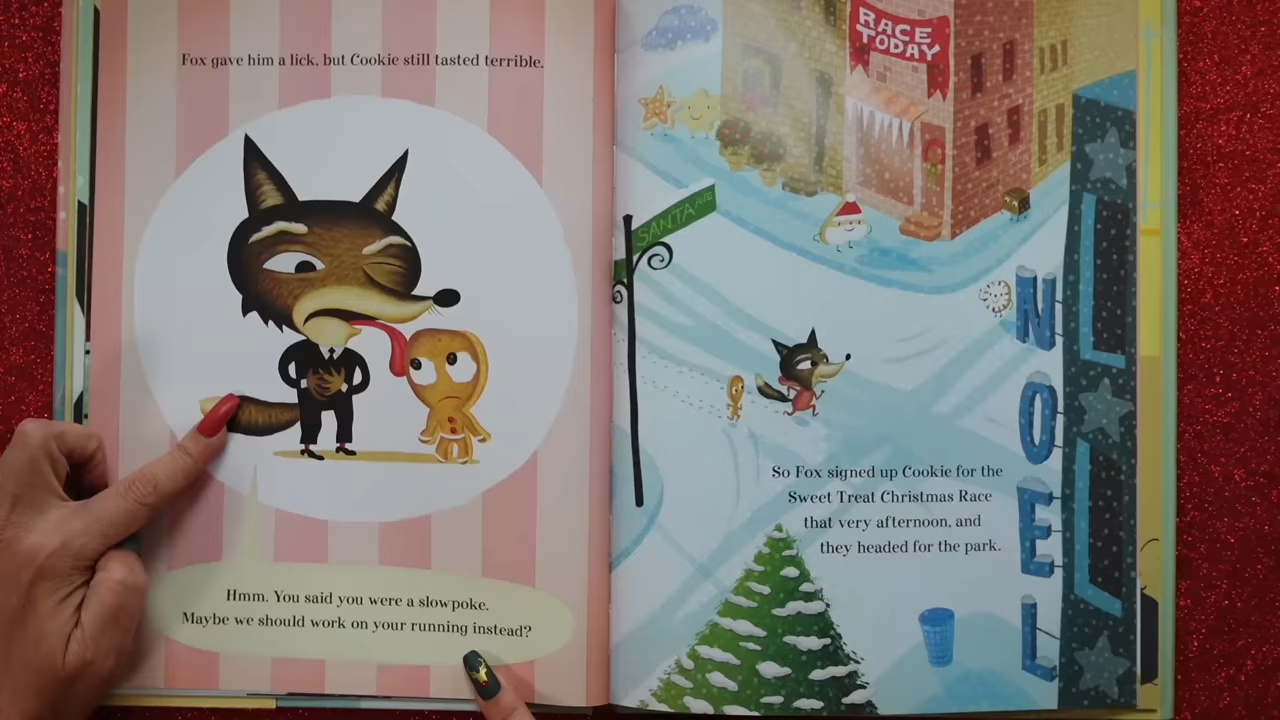 Fox gave him a lick, but Cookie still tasted terrible.
Hmm. You said you were a slowpoke.
Maybe we should work on your running instead?
RACE
TODAY
SANTA AVE
So Fox signed up Cookie for the
Sweet Treat Christmas Race
that very afternoon, and
they headed for the park.
NOEL